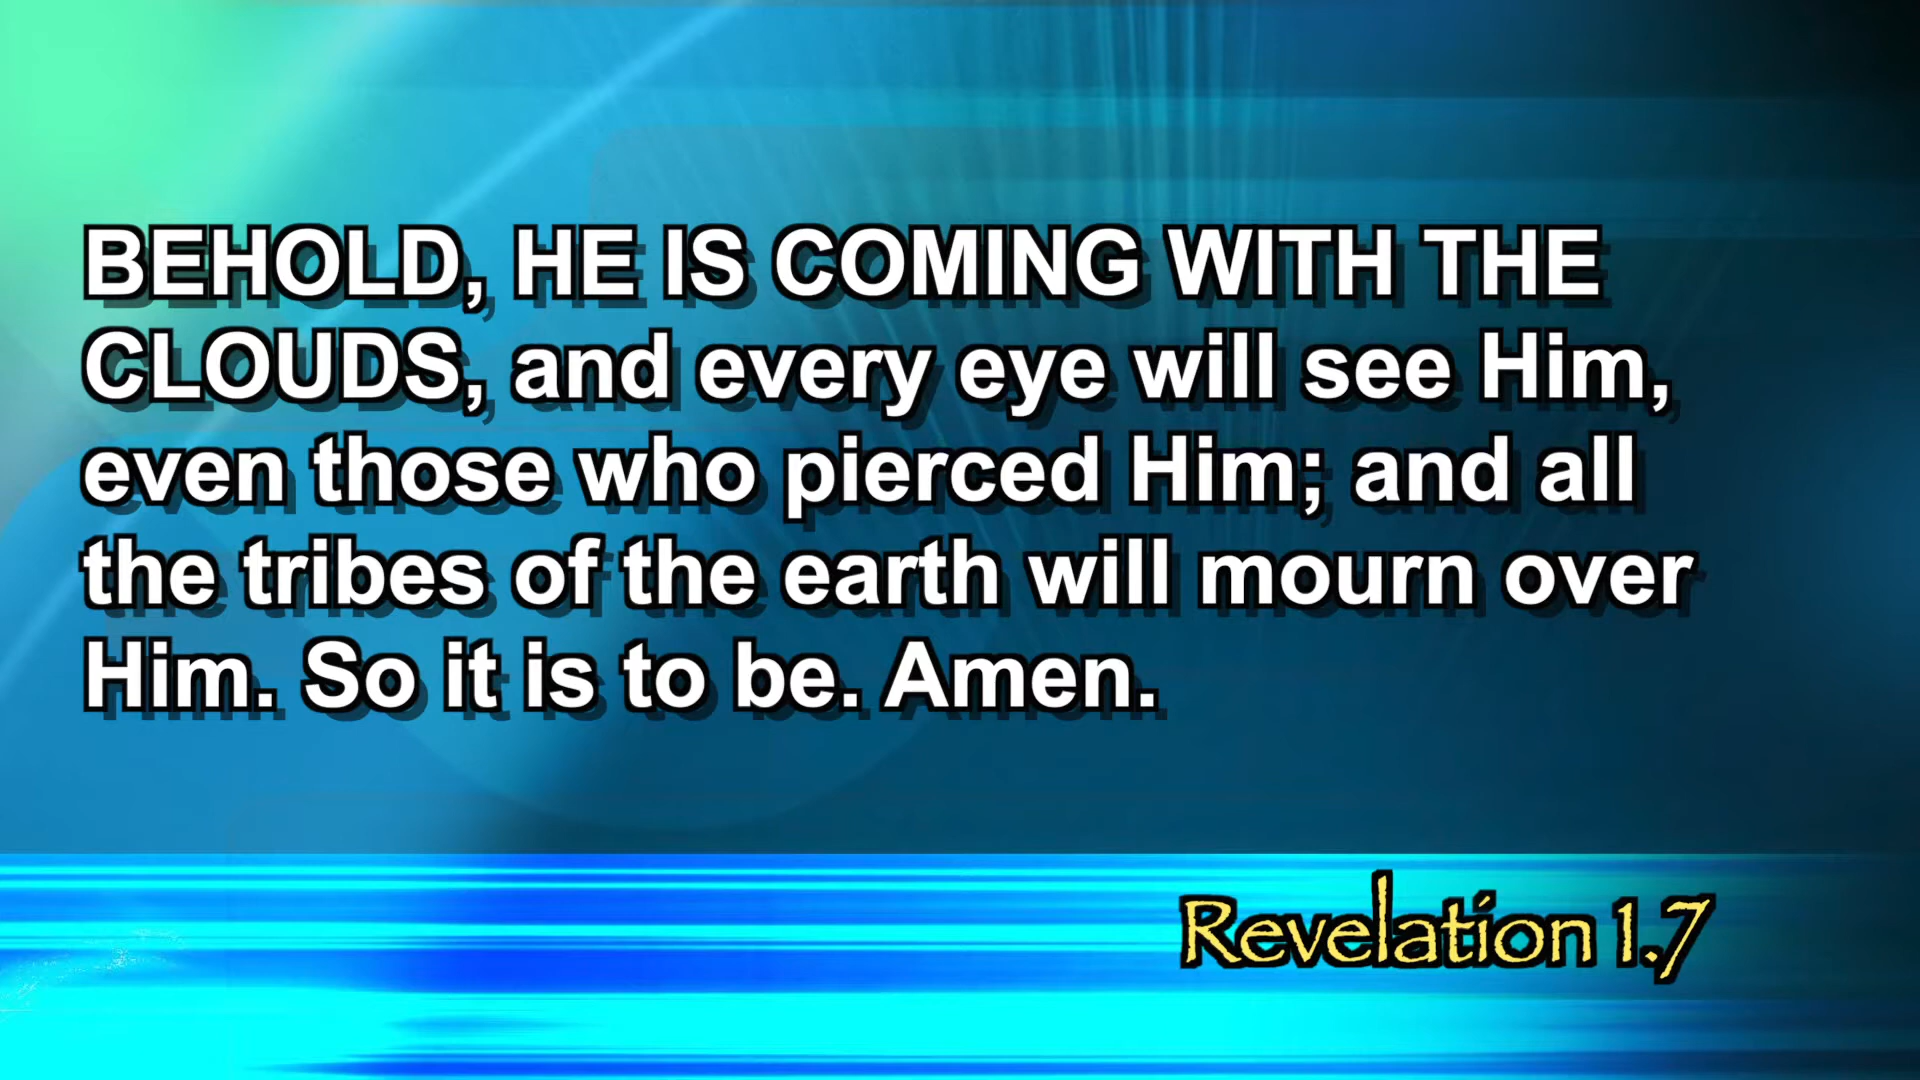 BEHOLD, HE IS COMING WITH THE
CLOUDS, and every eye will see Him,
even those who pierced Him; and all
the tribes of the earth will mourn over
Him. So it is to be. Amen.
Revelation 1.7